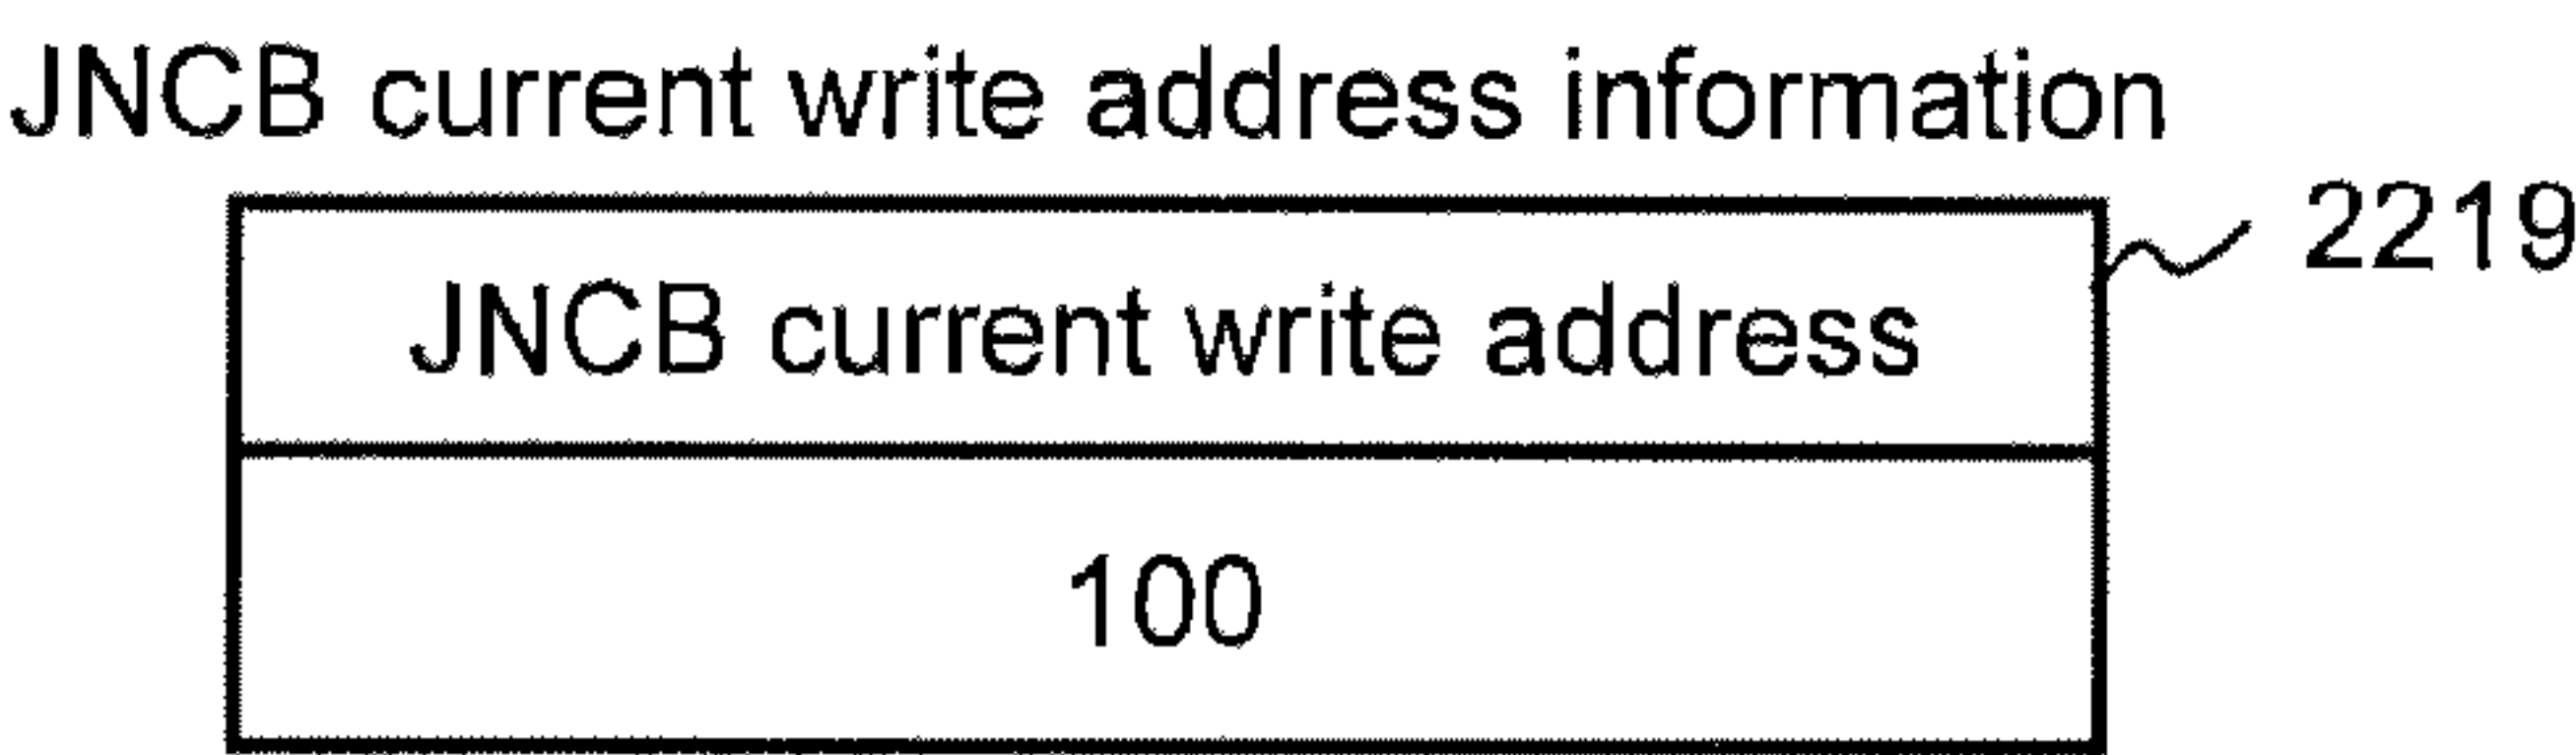 JNCB current write address information
2219
JNCB current write address
100